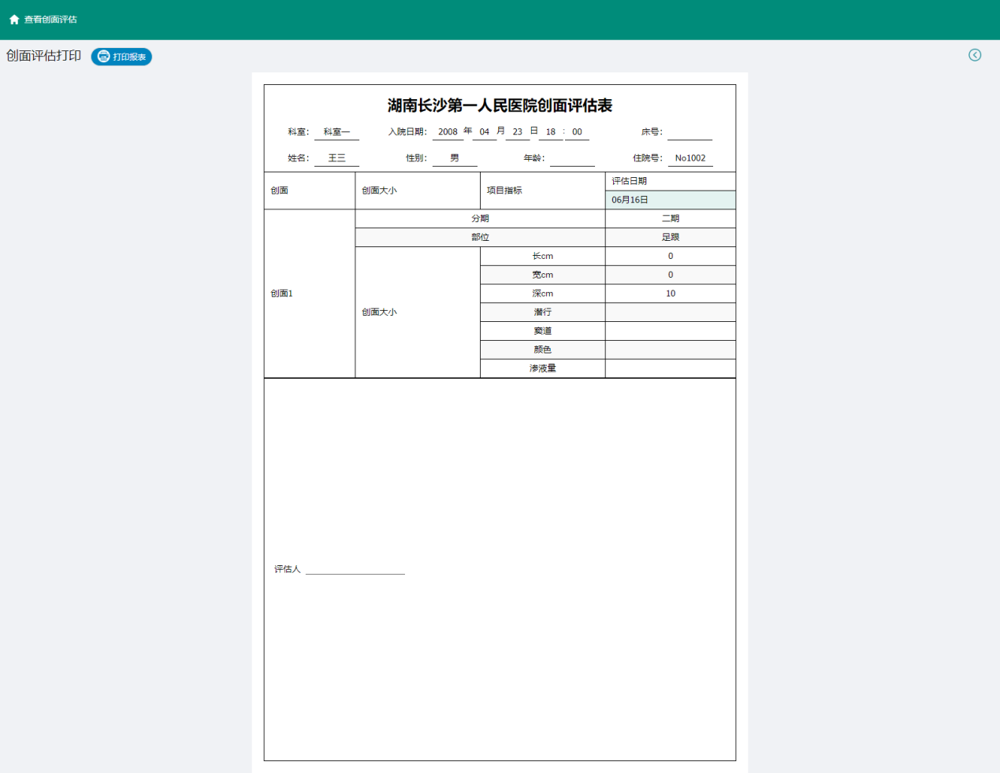 查看创面评估
创面评估打印 打印报表
湖南长沙第一人民医院创面评估表
科室： 科室一 入院日期： 2008 年 04 月 23 日 18 : 00 床号：
姓名： 王三 性别： 男 年龄： 住院号： No1002
创面 创面大小 项目指标 评估日期
06月16日
分期 二期
部位 足跟
创面1 创面大小 长cm 0
宽cm 0
深cm 10
潜行
窦道
颜色
渗液量
评估人